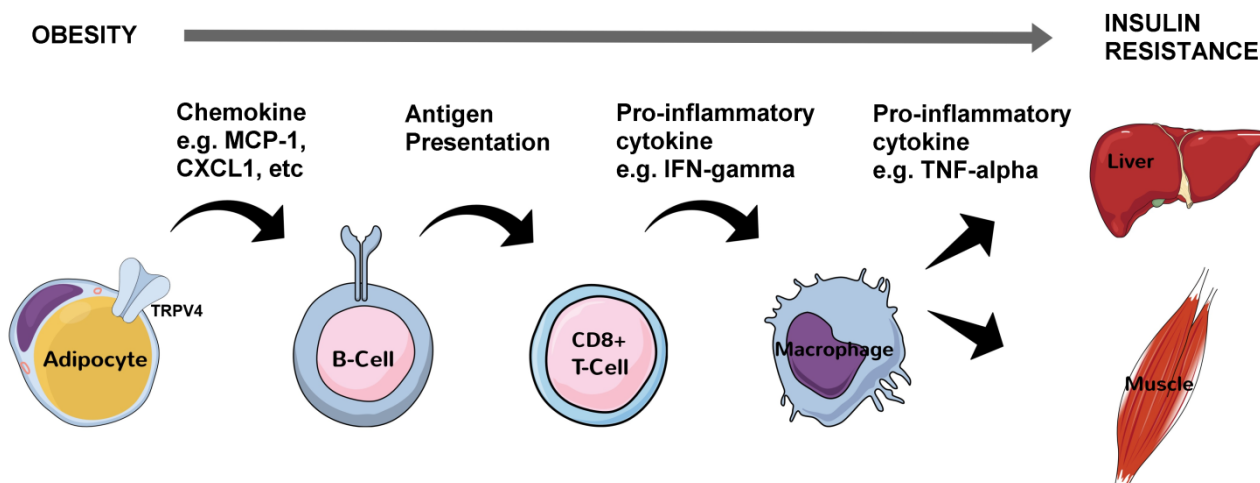 OBESITY
INSULIN
RESISTANCE
Chemokine
e.g. MCP-1,
CXCL1, etc
Antigen
Presentation
Pro-inflammatory
cytokine
e.g. IFN-gamma
Pro-inflammatory
cytokine
e.g. TNF-alpha
Liver
TRPV4
Adipocyte
B-Cell
CD8+
T-Cell
Macrophage
Muscle